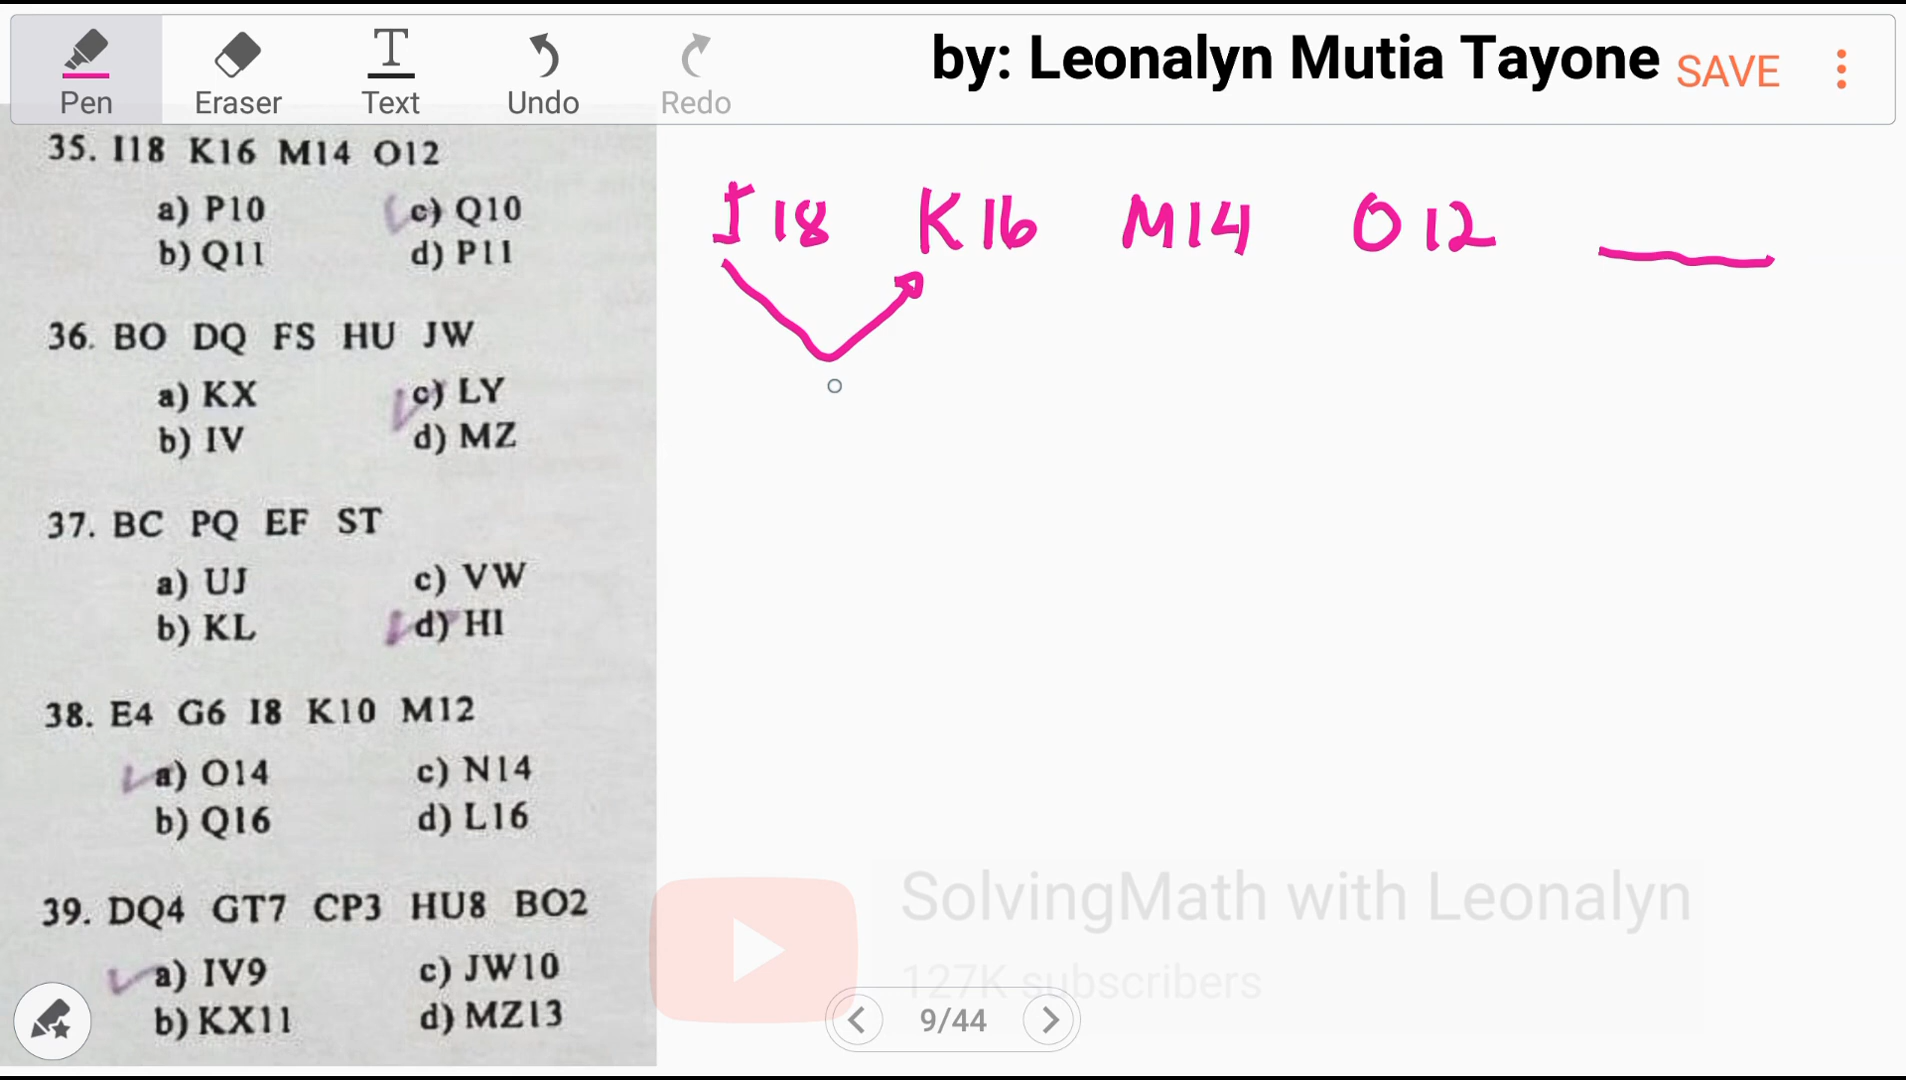 by: Leonalyn Mutia Tayone
SAVE
Pen
Eraser
Text
Undo
Redo
35. I18 K16 M14 O12
a) P10 c) Q10
b) Q11 d) P11
36. BO DQ FS HU JW
a) KX c) LY
b) IV d) MZ
37. BC PQ EF ST
a) UJ c) VW
b) KL d) HI
38. E4 G6 I8 K10 M12
a) O14 c) N14
b) Q16 d) L16
39. DQ4 GT7 CP3 HU8 BO2
a) IV9 c) JW10
b) KX11 d) MZ13
I18 K16 M14 O12
SolvingMath with Leonalyn
127K subscribers
9/44